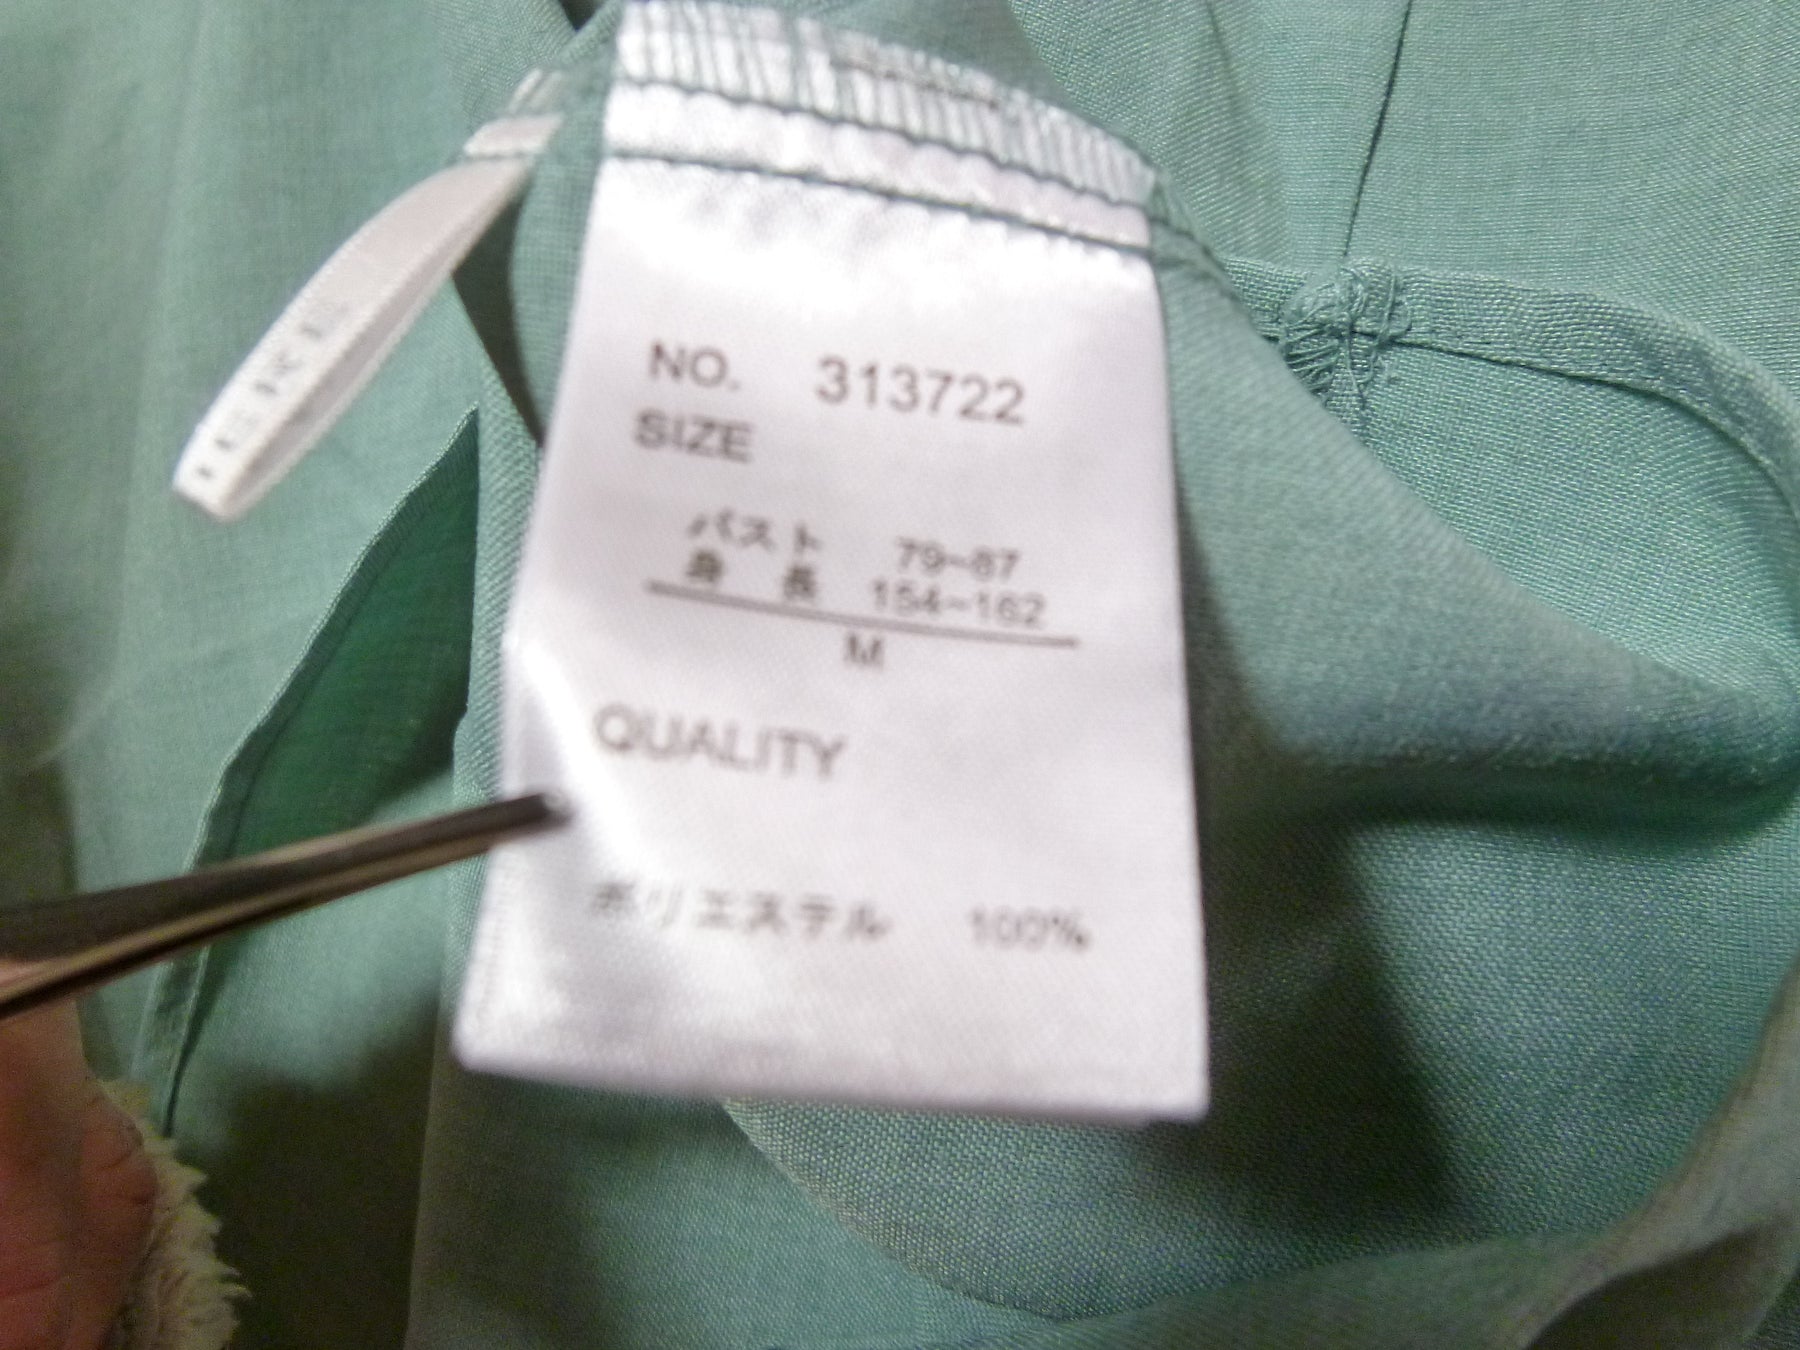 NO. 313722
SIZE
バスト 79~87
身長 154~162
M
QUALITY
ポリエステル 100%